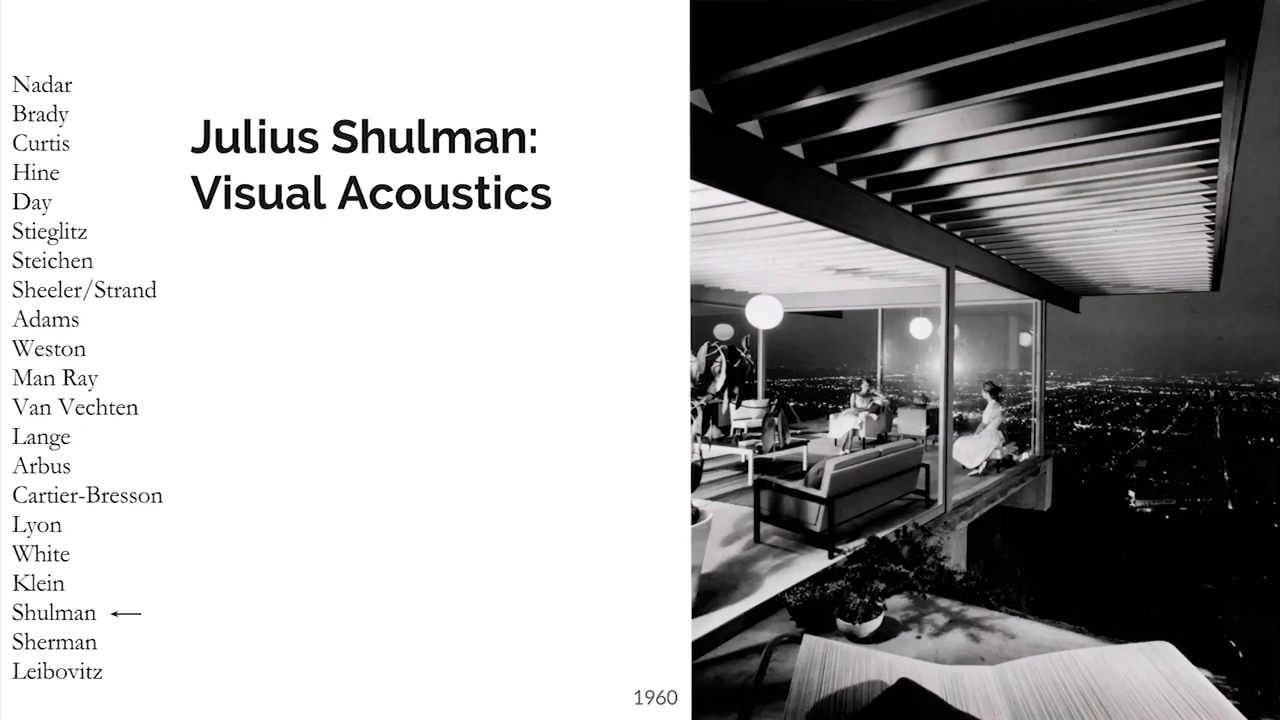 Nadar
Brady
Curtis
Hine
Day
Stieglitz
Steichen
Sheeler/Strand
Adams
Weston
Man Ray
Van Vechten
Lange
Arbus
Cartier-Bresson
Lyon
White
Klein
Shulman ←
Sherman
Leibovitz
Julius Shulman:
Visual Acoustics
1960